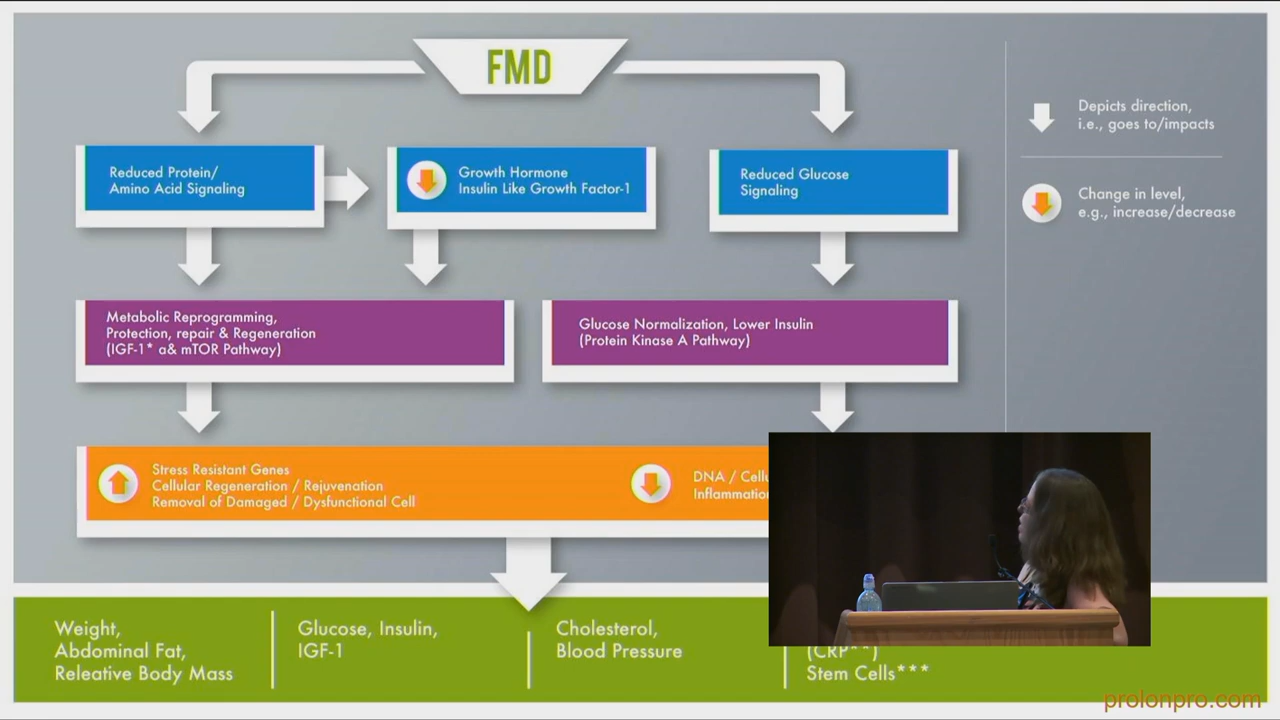 FMD
Depicts direction,
i.e., goes to/impacts
Change in level,
e.g., increase/decrease
Reduced Protein/
Amino Acid Signaling
Growth Hormone
Insulin Like Growth Factor-1
Reduced Glucose
Signaling
Metabolic Reprogramming,
Protection, repair & Regeneration
(IGF-1* a& mTOR Pathway)
Glucose Normalization, Lower Insulin
(Protein Kinase A Pathway)
Stress Resistant Genes
Cellular Regeneration / Rejuvenation
Removal of Damaged / Dysfunctional Cell
DNA /
Weight,
Abdominal Fat,
Releative Body Mass
Glucose, Insulin,
IGF-1
Cholesterol,
Blood Pressure
(CRP**)
Stem Cells***
prolonpro.com